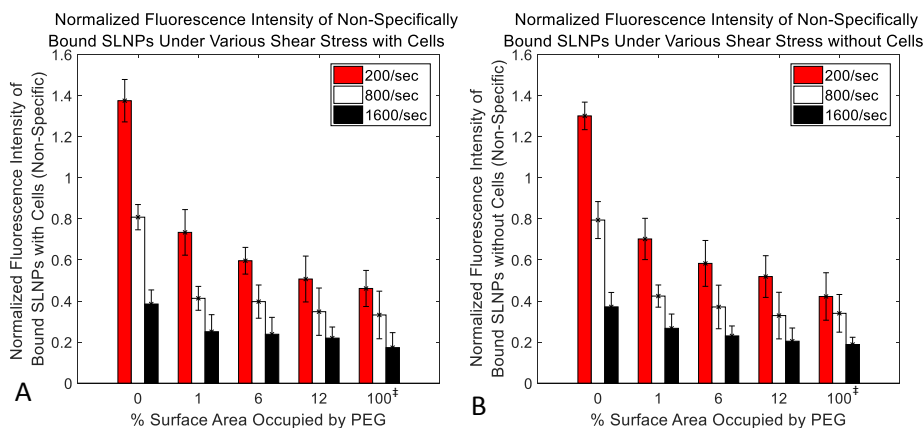 Normalized Fluorescence Intensity of Non-Specifically
Bound SLNPs Under Various Shear Stress with Cells
1.6
1.4
1.2
1
0.8
0.6
0.4
0.2
0
Normalized Fluorescence Intensity of
Bound SLNPs with Cells (Non-Specific)
200/sec
800/sec
1600/sec
0 1 6 12 100‡
% Surface Area Occupied by PEG
A
Normalized Fluorescence Intensity of Non-Specifically
Bound SLNPs Under Various Shear Stress without Cells
1.6
1.4
1.2
1
0.8
0.6
0.4
0.2
0
Normalized Fluorescence Intensity of
Bound SLNPs without Cells (Non-Specific)
200/sec
800/sec
1600/sec
0 1 6 12 100‡
% Surface Area Occupied by PEG
B